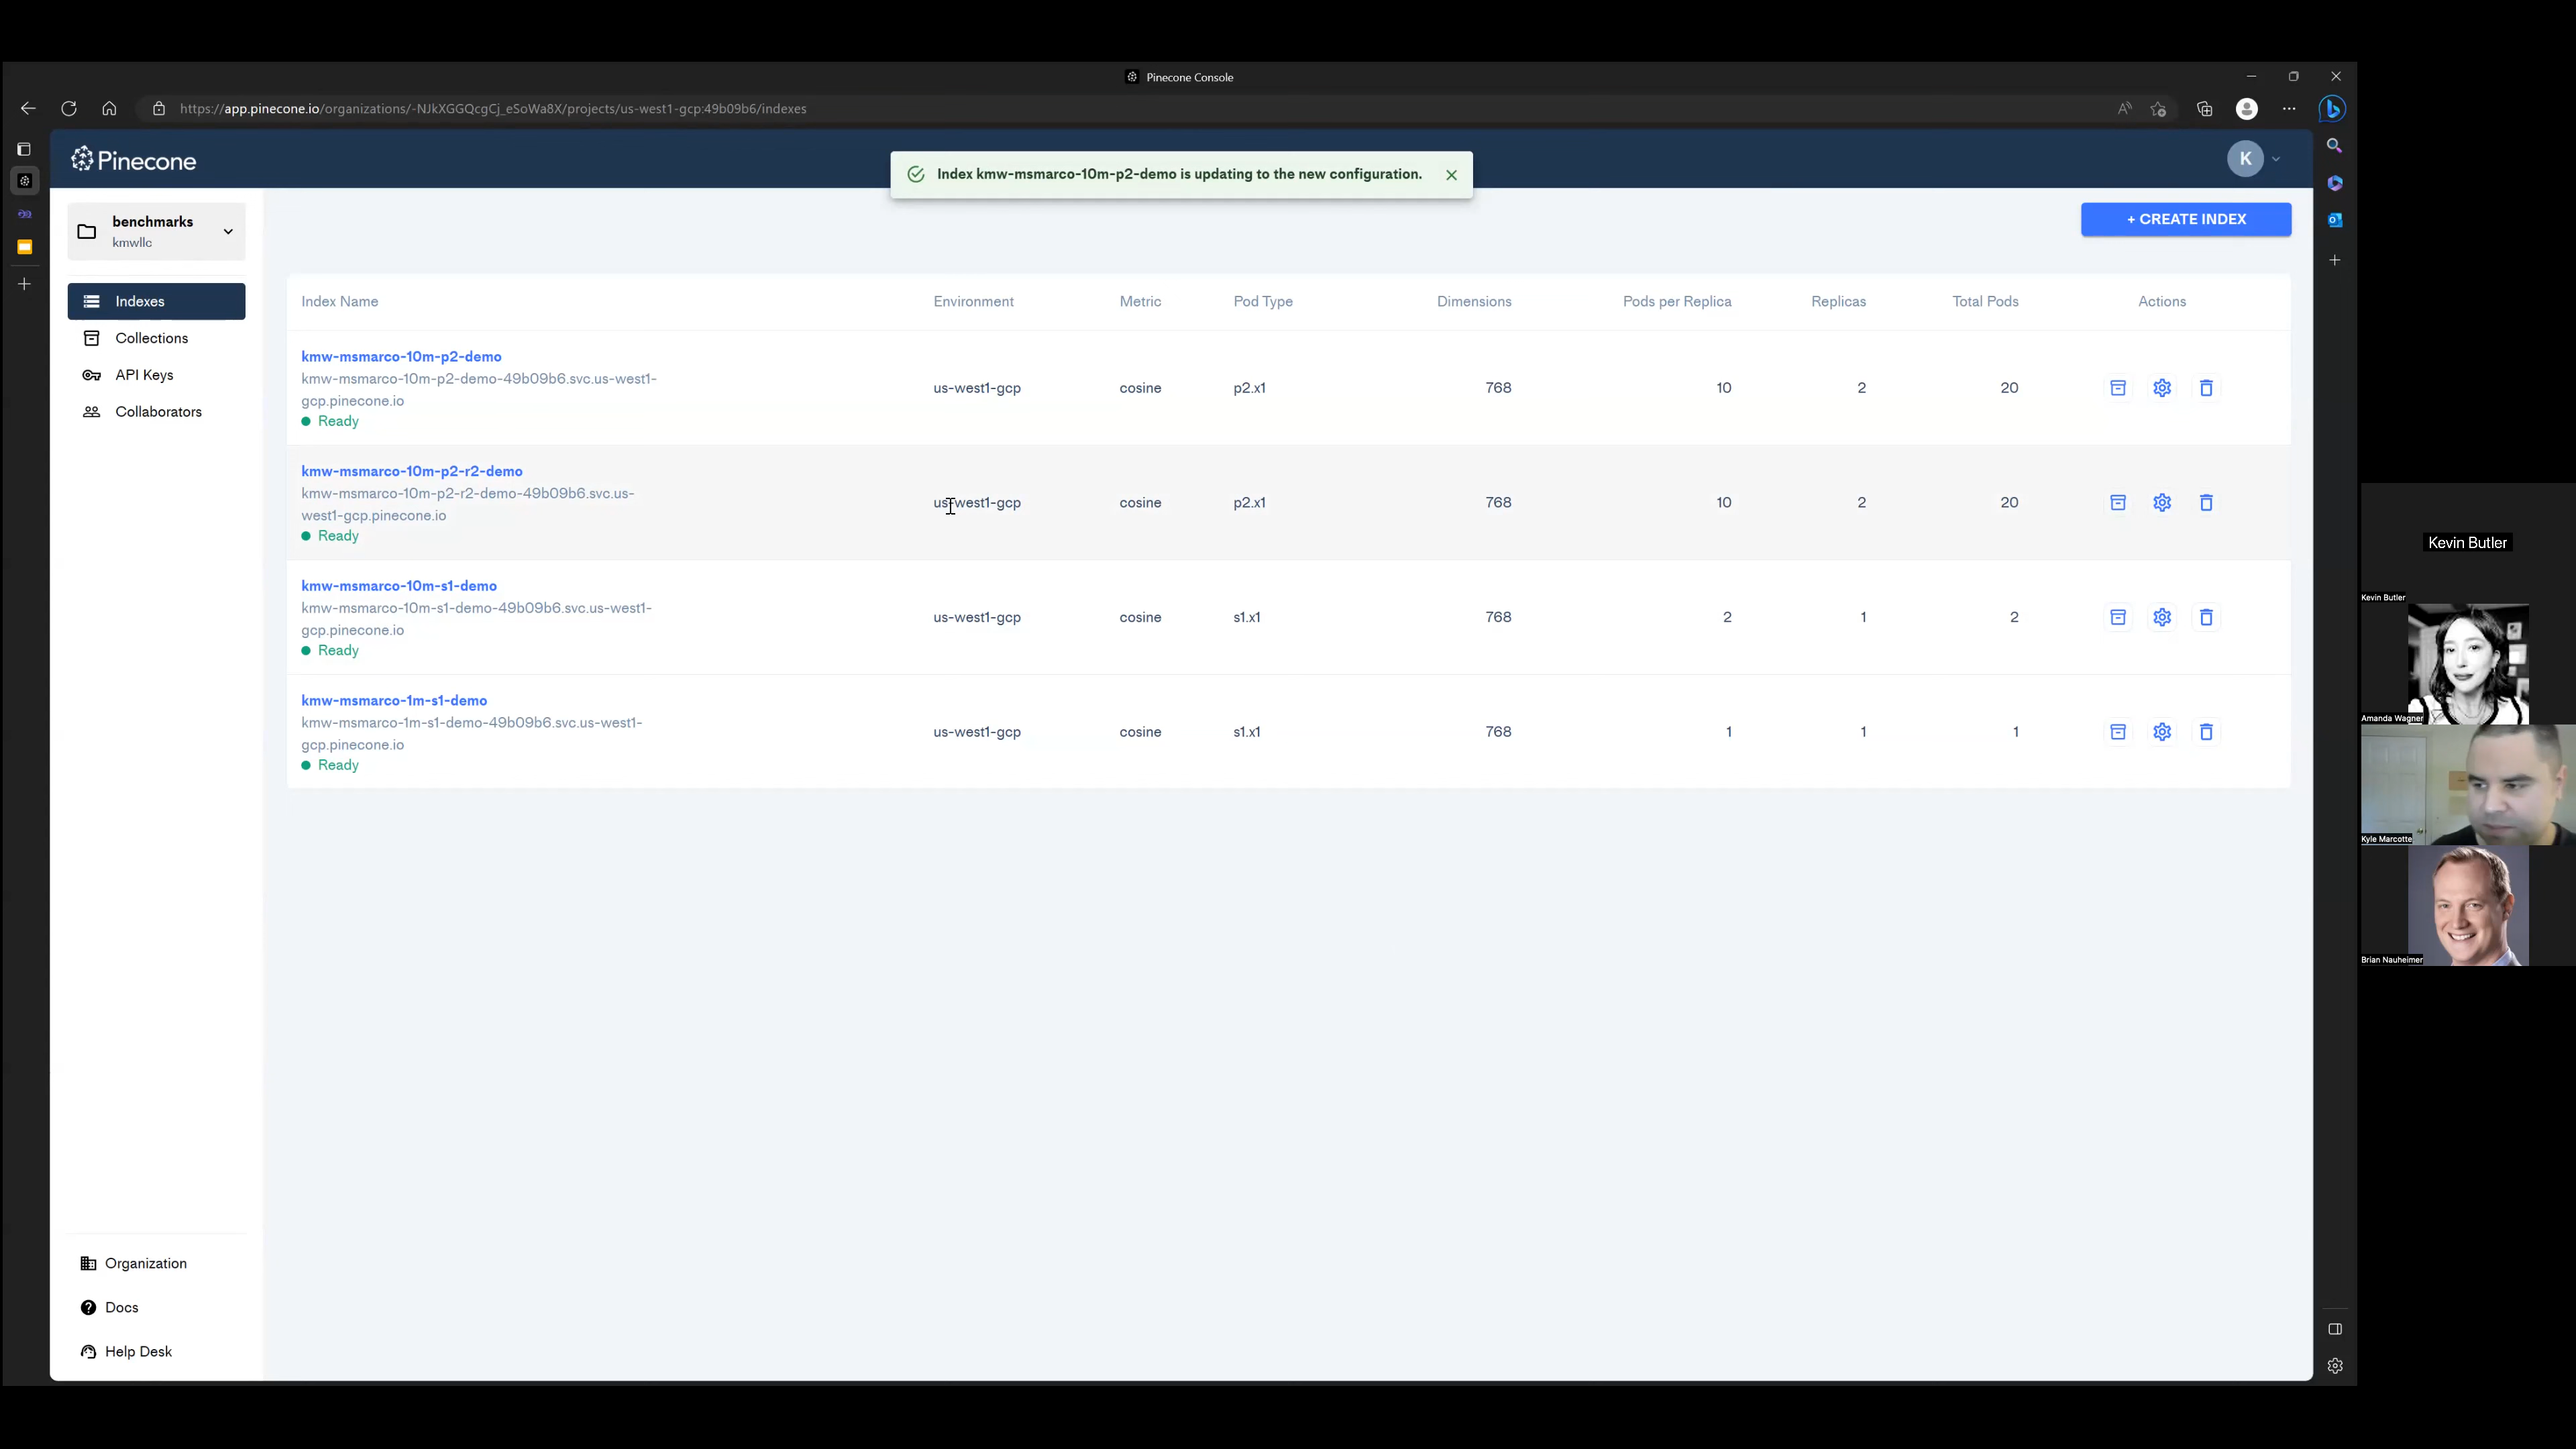 Pinecone Console
https://app.pinecone.io/organizations/-NJkXGGQcgCj_eSoWa8X/projects/us-west1-gcp:49b09b6/indexes
Pinecone
Index kmw-msmarco-10m-p2-demo is updating to the new configuration.
K
benchmarks
kmwllc
+ CREATE INDEX
Indexes
Collections
API Keys
Collaborators
Index Name Environment Metric Pod Type Dimensions Pods per Replica Replicas Total Pods Actions
kmw-msmarco-10m-p2-demo
kmw-msmarco-10m-p2-demo-49b09b6.svc.us-west1-
gcp.pinecone.io
Ready
us-west1-gcp cosine p2.x1 768 10 2 20
kmw-msmarco-10m-p2-r2-demo
kmw-msmarco-10m-p2-r2-demo-49b09b6.svc.us-
west1-gcp.pinecone.io
Ready
us-west1-gcp cosine p2.x1 768 10 2 20
kmw-msmarco-10m-s1-demo
kmw-msmarco-10m-s1-demo-49b09b6.svc.us-west1-
gcp.pinecone.io
Ready
us-west1-gcp cosine s1.x1 768 2 1 2
kmw-msmarco-1m-s1-demo
kmw-msmarco-1m-s1-demo-49b09b6.svc.us-west1-
gcp.pinecone.io
Ready
us-west1-gcp cosine s1.x1 768 1 1 1
Organization
Docs
Help Desk
Kevin Butler
Kevin Butler
Amanda Wagner
Kyle Marcotte
Brian Nauheimer